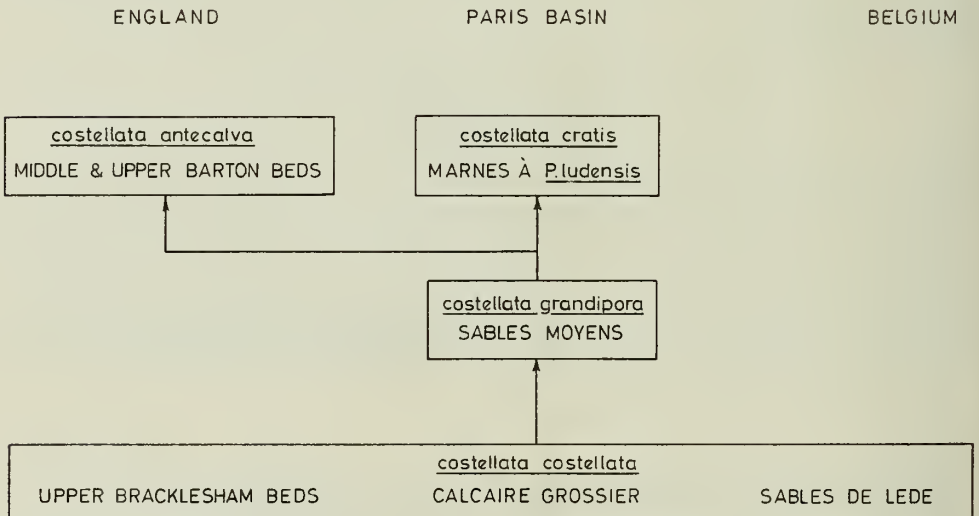 ENGLAND PARIS BASIN BELGIUM
costellata antecalva
MIDDLE & UPPER BARTON BEDS
costellata cratis
MARNES À P.ludensis
costellata grandipora
SABLES MOYENS
costellata costellata
UPPER BRACKLESHAM BEDS CALCAIRE GROSSIER SABLES DE LEDE